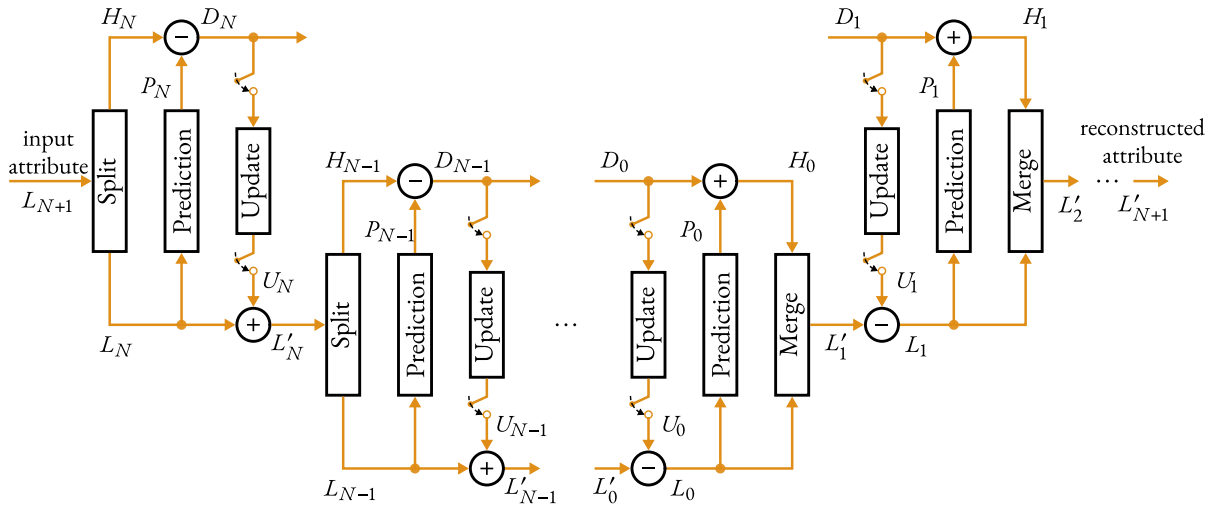 H_N
D_N
P_N
input
attribute
L_{N+1}
Split
Prediction
Update
U_N
L_N
L'_N
H_{N-1}
D_{N-1}
P_{N-1}
Split
Prediction
Update
U_{N-1}
L_{N-1}
L'_{N-1}
...
D_0
H_0
P_0
Update
Prediction
Merge
U_0
L'_0
L_0
L'_1
D_1
H_1
P_1
Update
Prediction
Merge
U_1
L_1
reconstructed
attribute
L'_2
...
L'_{N+1}